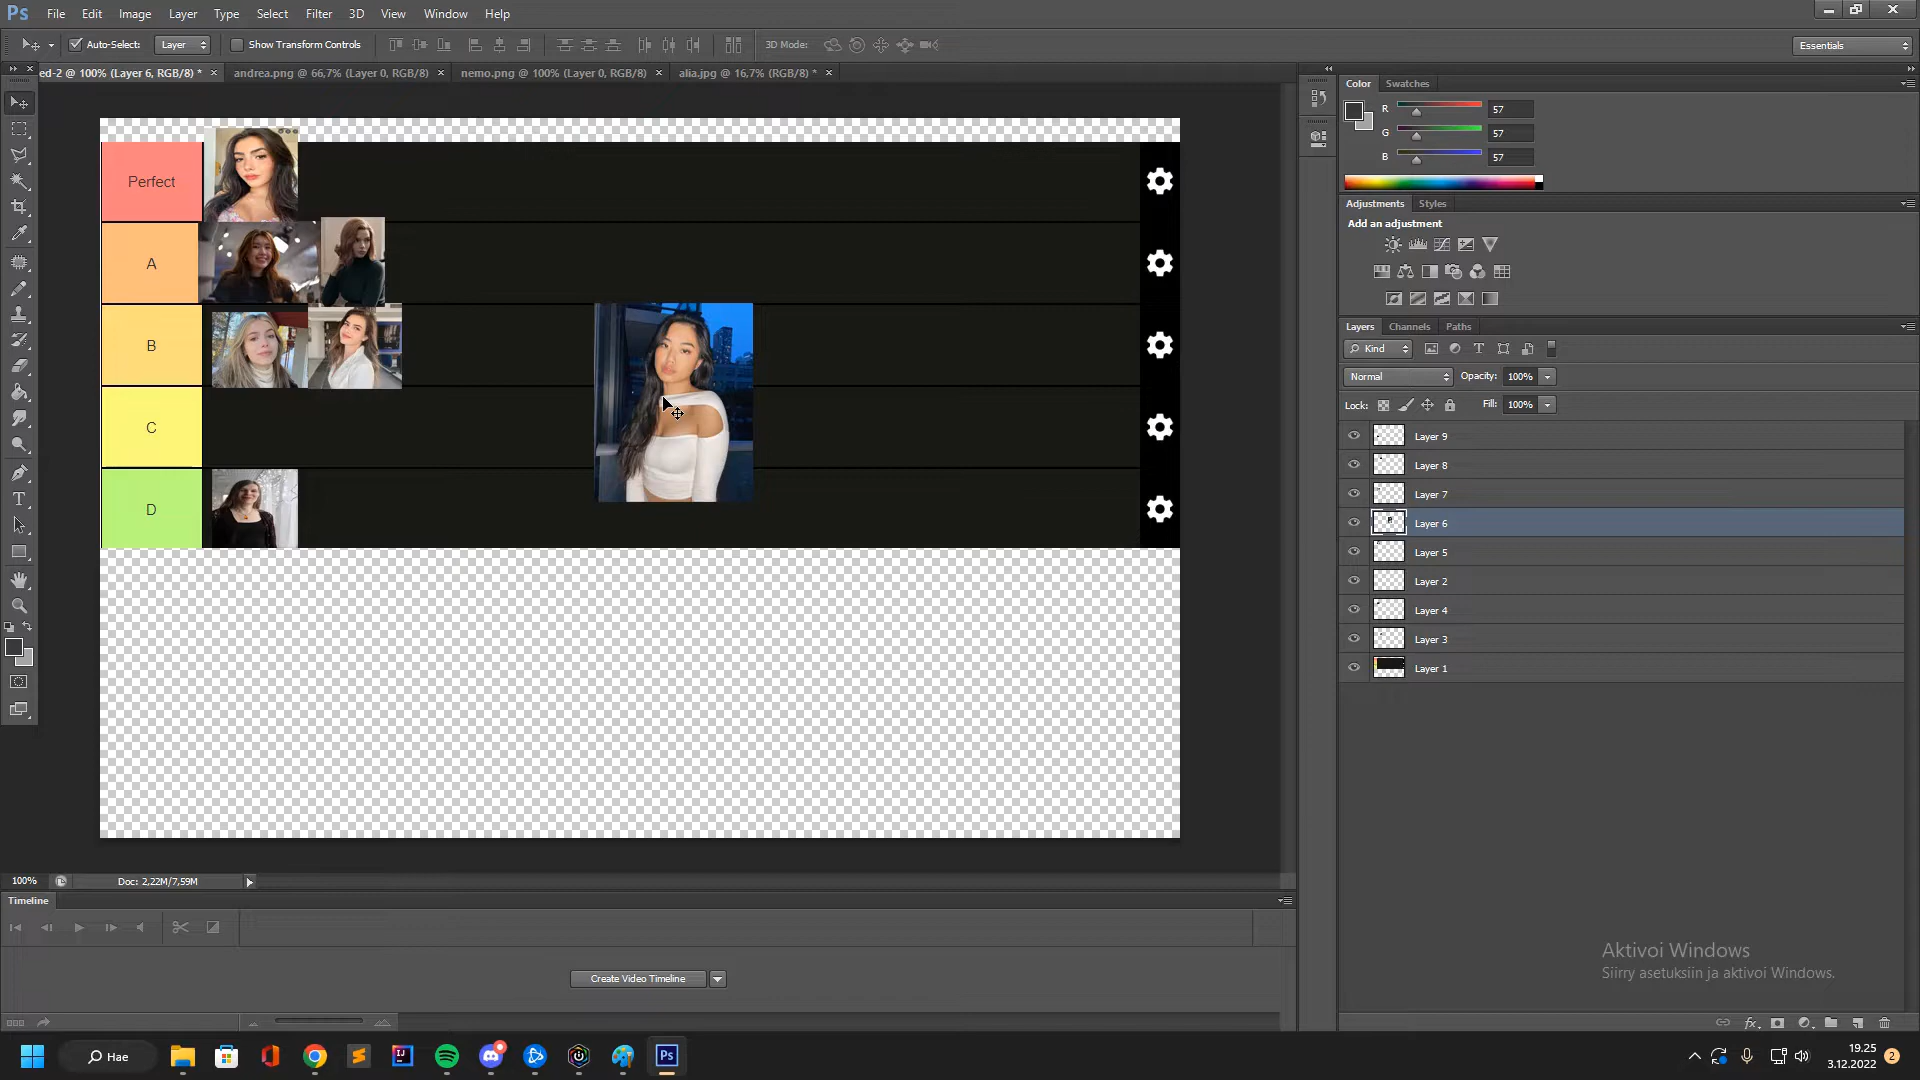 Ps File Edit Image Layer Type Select Filter 3D View Window Help
Auto-Select: Layer Show Transform Controls 3D Mode: Essentials
ed-2 @ 100% (Layer 6, RGB/8) * andrea.png @ 66,7% (Layer 0, RGB/8) nemo.png @ 100% (Layer 0, RGB/8) alia.jpg @ 16,7% (RGB/8) *
Color Swatches
R 57
G 57
B 57
Adjustments Styles
Add an adjustment
Layers Channels Paths
Kind
Normal Opacity: 100%
Lock: Fill: 100%
Layer 9
Layer 8
Layer 7
Layer 6
Layer 5
Layer 2
Layer 4
Layer 3
Layer 1
Perfect
A
B
C
D
100% Doc: 2,22M/7,59M
Timeline
Create Video Timeline
Aktivoi Windows
Siirry asetuksiin ja aktivoi Windows.
Hae
19.25
3.12.2022
2